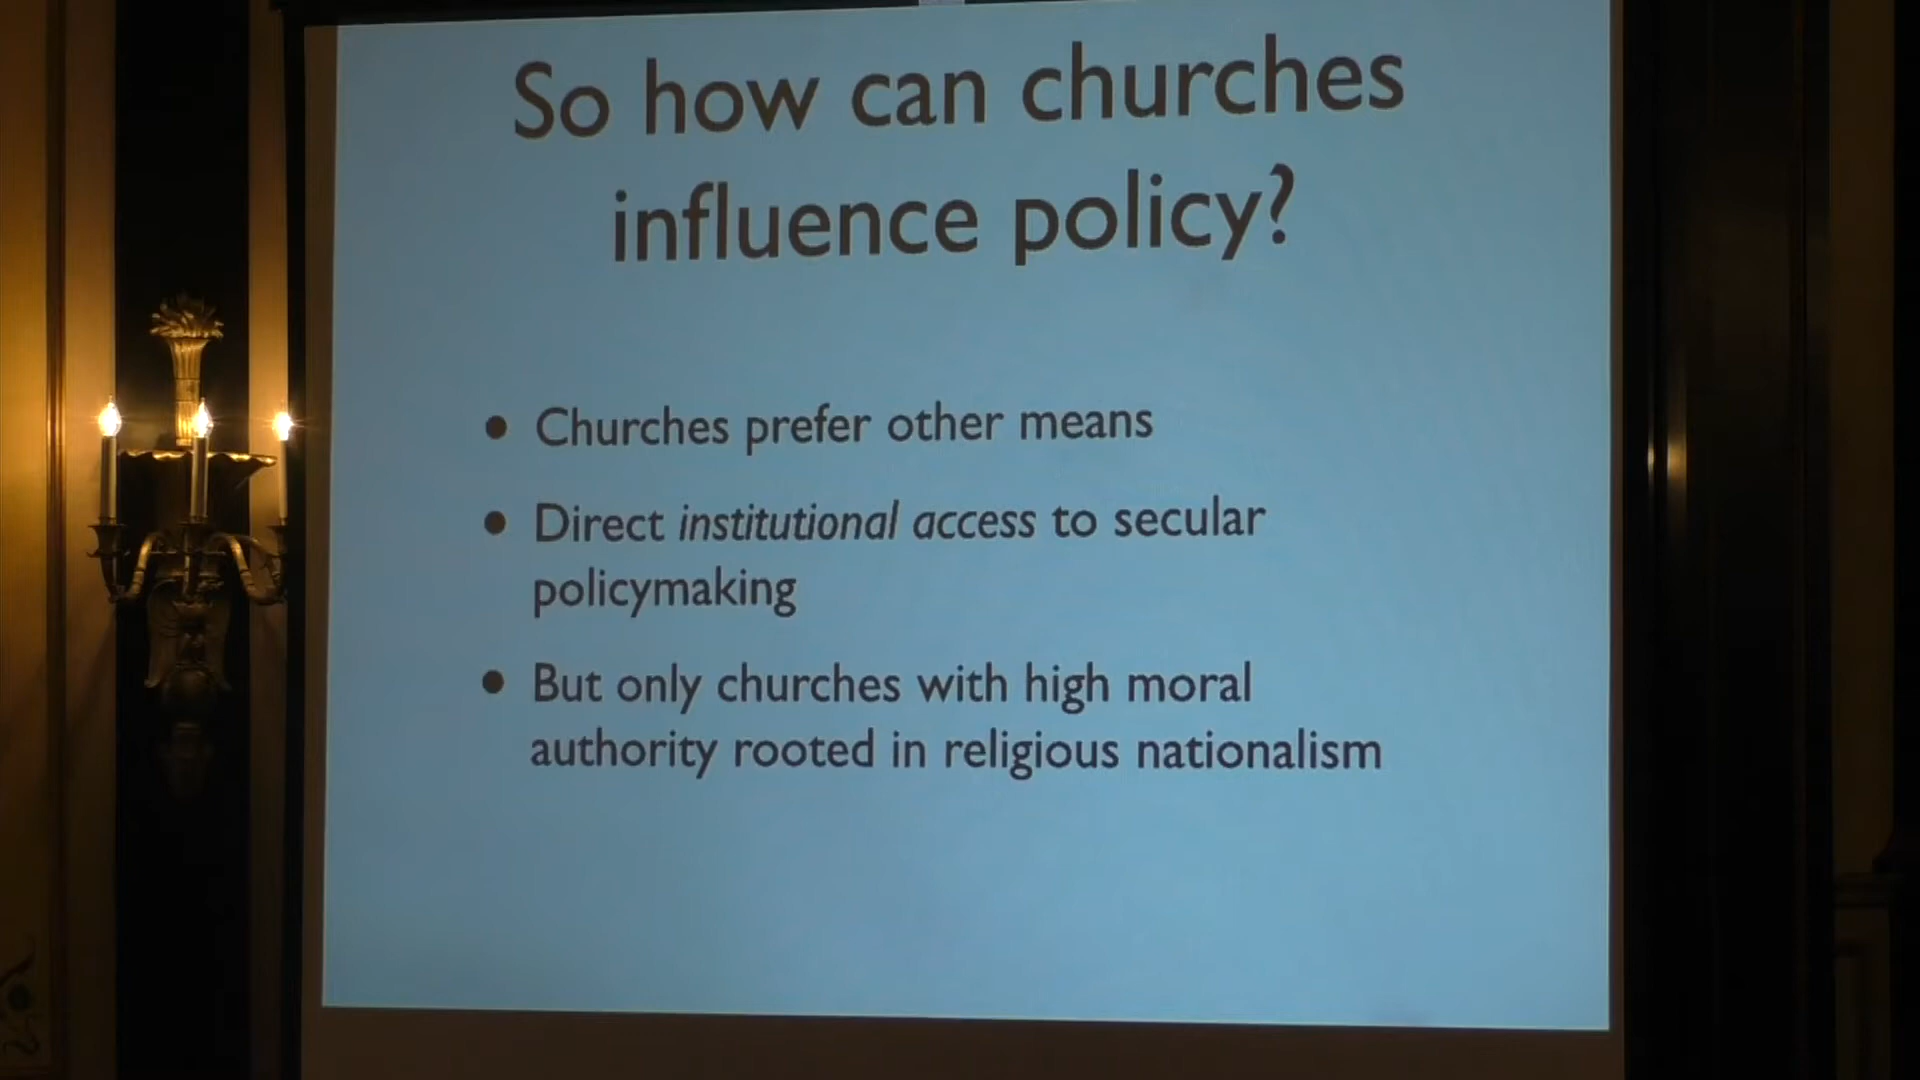 So how can churches
influence policy?
• Churches prefer other means
• Direct institutional access to secular
policymaking
• But only churches with high moral
authority rooted in religious nationalism